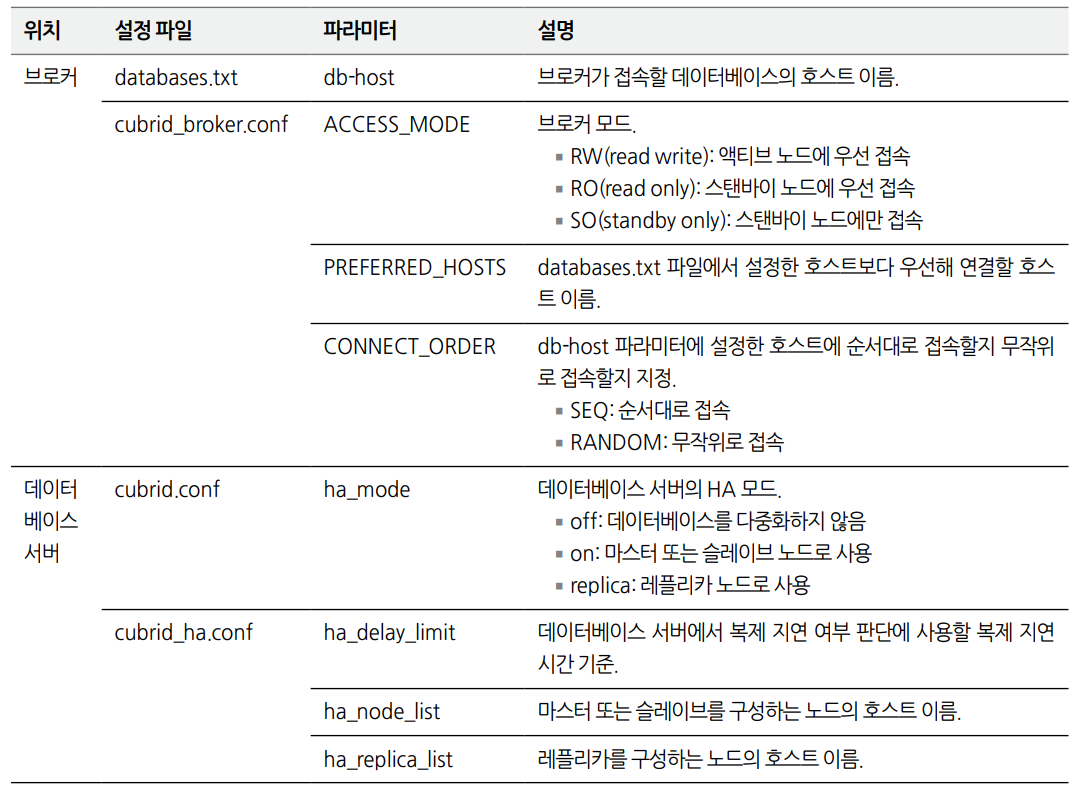 위치 설정 파일 파라미터 설명
브로커 databases.txt db-host 브로커가 접속할 데이터베이스의 호스트 이름.
cubrid_broker.conf ACCESS_MODE 브로커 모드.
▪ RW(read write): 액티브 노드에 우선 접속
▪ RO(read only): 스탠바이 노드에 우선 접속
▪ SO(standby only): 스탠바이 노드에만 접속
PREFERRED_HOSTS databases.txt 파일에서 설정한 호스트보다 우선해 연결할 호스
트 이름.
CONNECT_ORDER db-host 파라미터에 설정한 호스트에 순서대로 접속할지 무작위
로 접속할지 지정.
▪ SEQ: 순서대로 접속
▪ RANDOM: 무작위로 접속
데이터 cubrid.conf ha_mode 데이터베이스 서버의 HA 모드.
베이스 ▪ off: 데이터베이스를 다중화하지 않음
서버 ▪ on: 마스터 또는 슬레이브 노드로 사용
▪ replica: 레플리카 노드로 사용
cubrid_ha.conf ha_delay_limit 데이터베이스 서버에서 복제 지연 여부 판단에 사용할 복제 지연
시간 기준.
ha_node_list 마스터 또는 슬레이브를 구성하는 노드의 호스트 이름.
ha_replica_list 레플리카를 구성하는 노드의 호스트 이름.